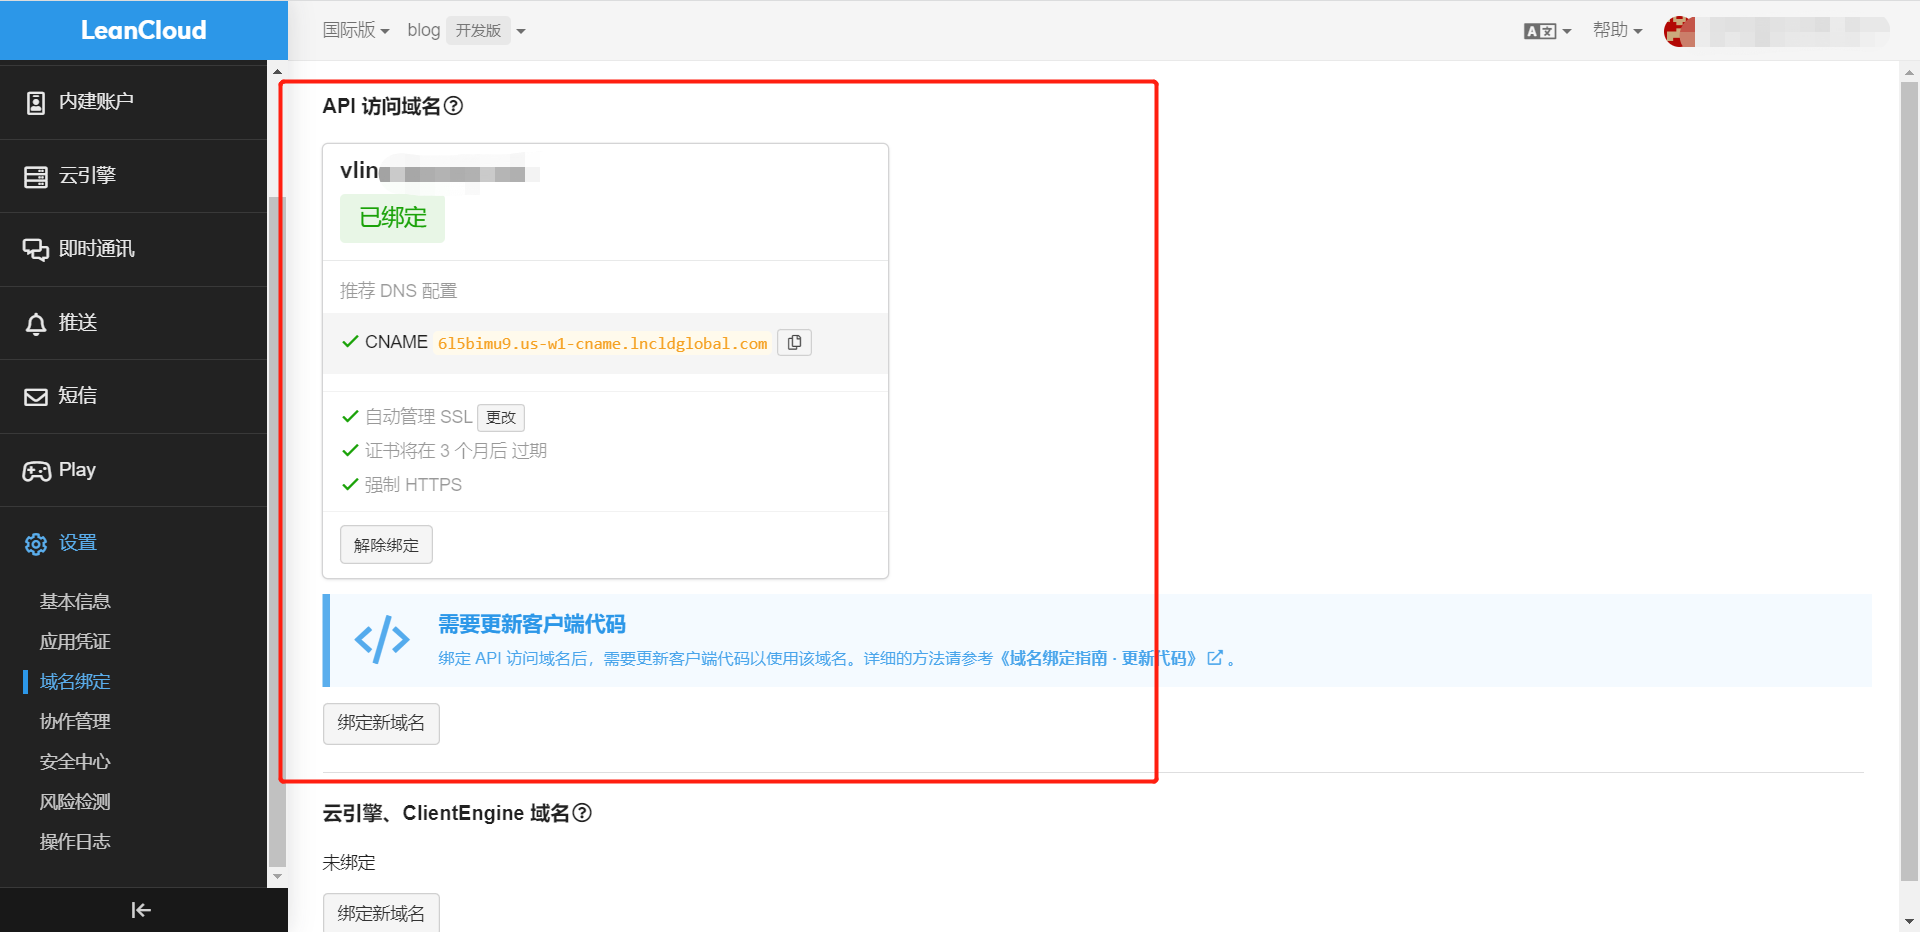 LeanCloud
国际版
blog
开发版
帮助
内建账户
云引擎
即时通讯
推送
短信
Play
设置
基本信息
应用凭证
域名绑定
协作管理
安全中心
风险检测
操作日志
API 访问域名
vlin
已绑定
推荐 DNS 配置
CNAME 6l5bimu9.us-w1-cname.lncldglobal.com
自动管理 SSL 更改
证书将在 3 个月后 过期
强制 HTTPS
解除绑定
需要更新客户端代码
绑定 API 访问域名后，需要更新客户端代码以使用该域名。详细的方法请参考《域名绑定指南 · 更新代码》 。
绑定新域名
云引擎、ClientEngine 域名
未绑定
绑定新域名